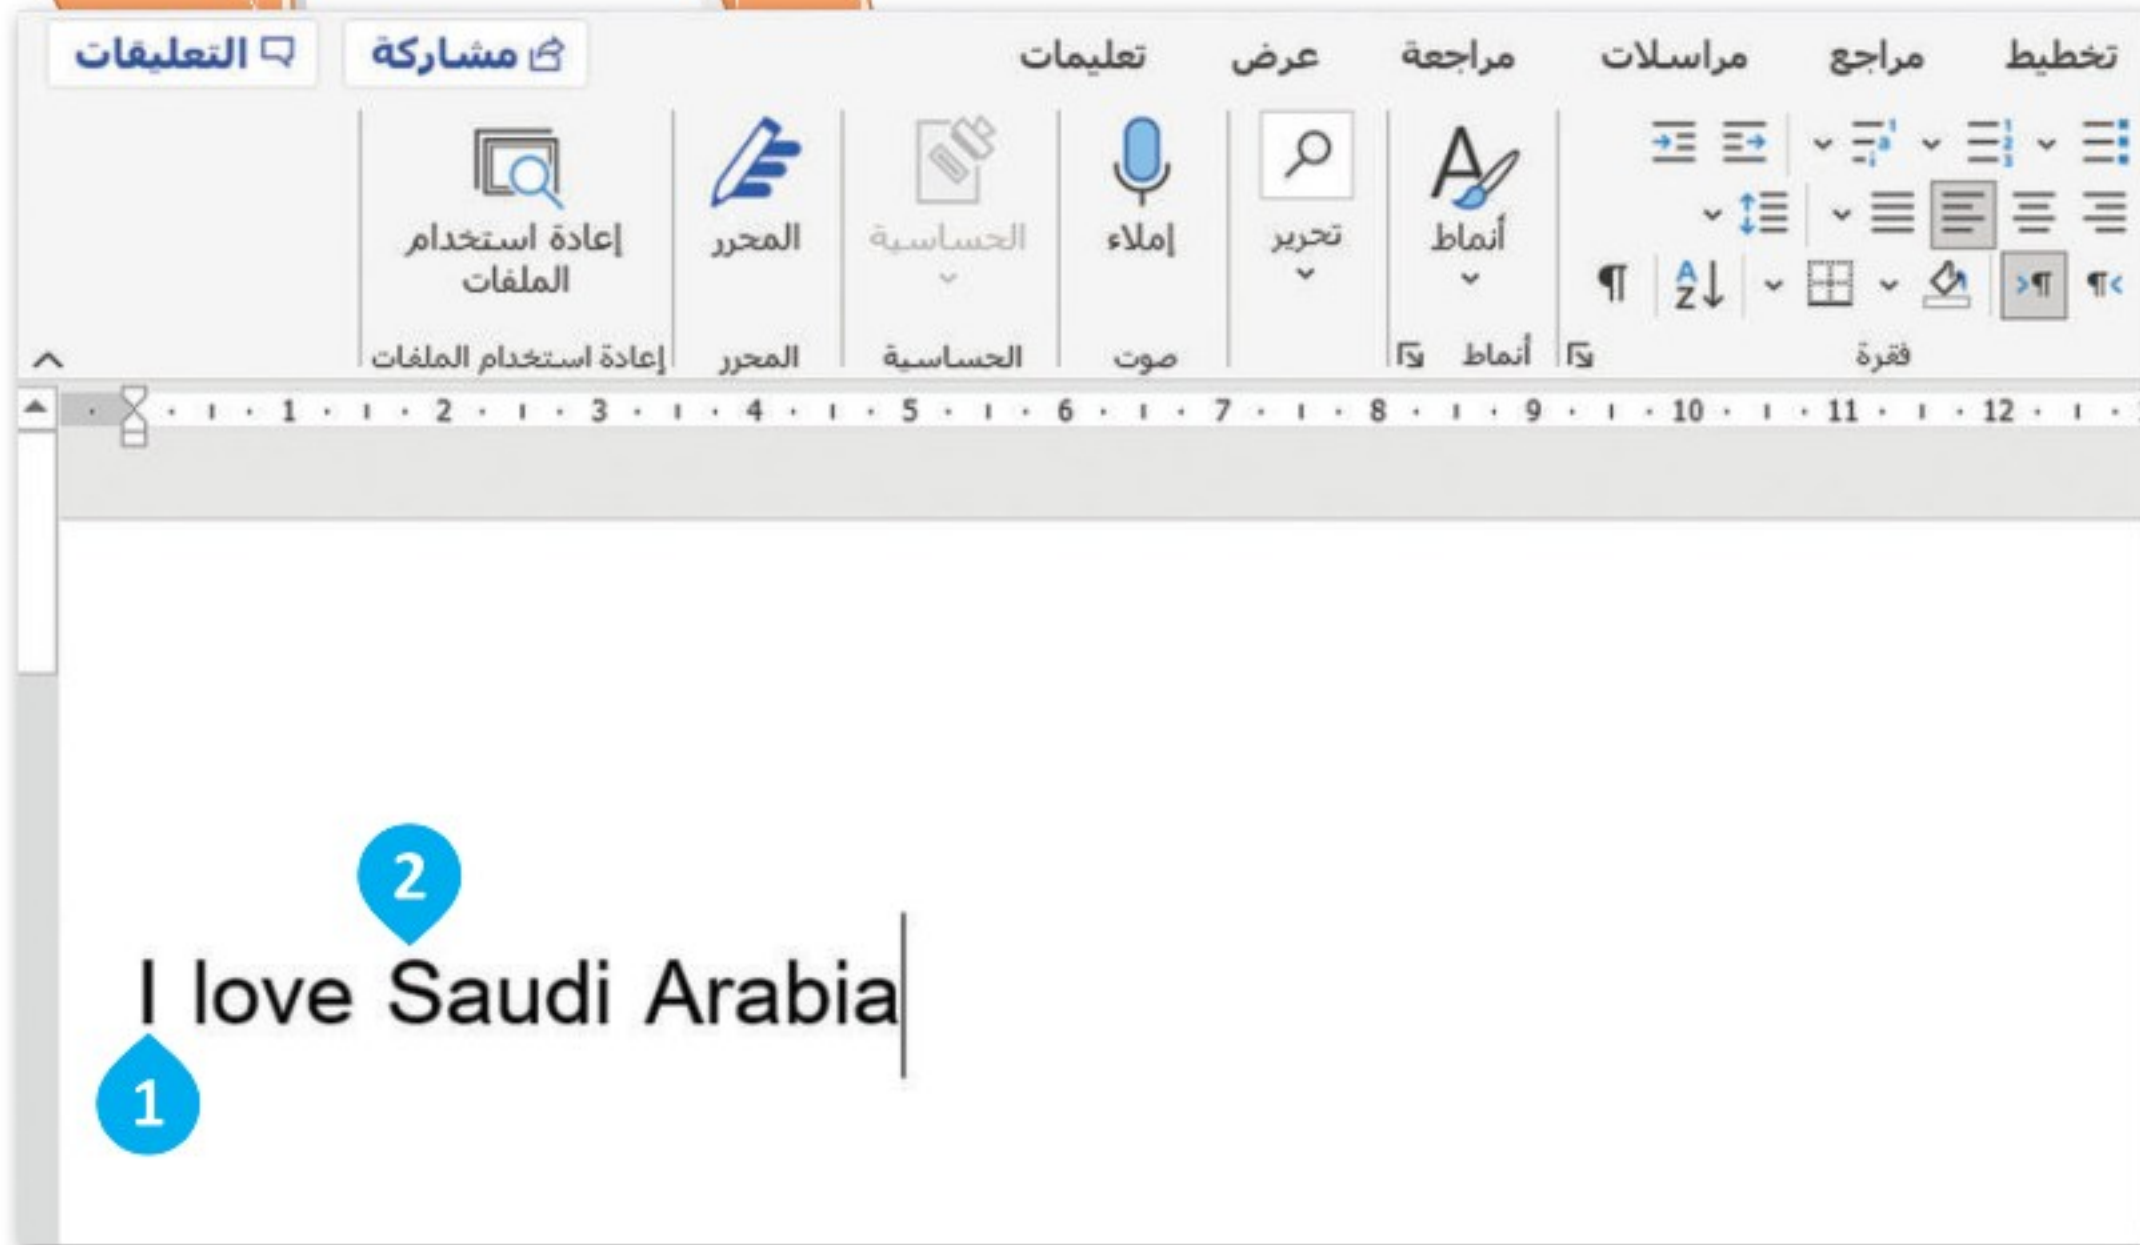 تخطيط مراجع مراسلات مراجعة عرض تعليمات مشاركة التعليقات
أنماط تحرير إملاء الحساسية المحرر إعادة استخدام
الملفات
فقرة أنماط صوت الحساسية المحرر إعادة استخدام الملفات
1 2 3 4 5 6 7 8 9 10 11 12
2
I love Saudi Arabia
1